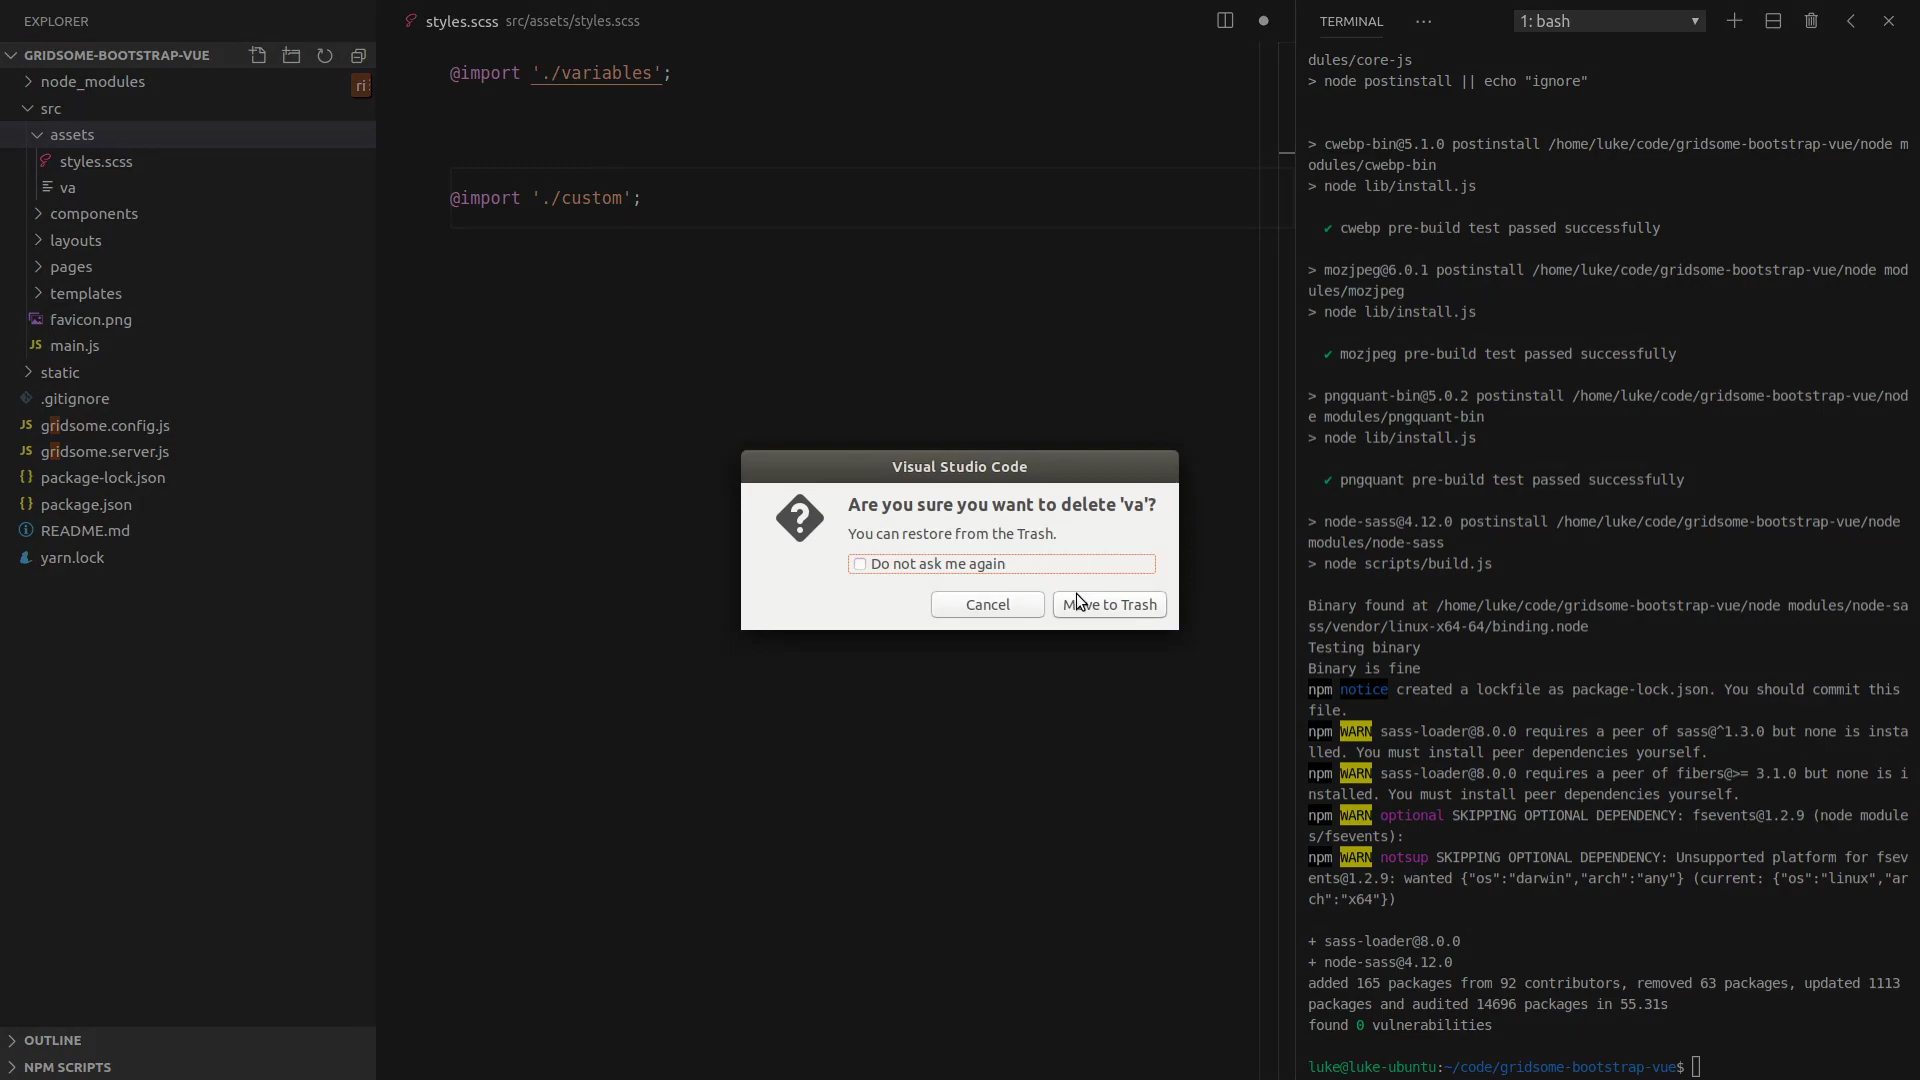 EXPLORER
GRIDSOME-BOOTSTRAP-VUE
node_modules
ri
src
assets
styles.scss
va
components
layouts
pages
templates
favicon.png
main.js
static
.gitignore
gridsome.config.js
gridsome.server.js
package-lock.json
package.json
README.md
yarn.lock
OUTLINE
NPM SCRIPTS
styles.scss src/assets/styles.scss
@import './variables';
@import './custom';
Visual Studio Code
Are you sure you want to delete 'va'?
You can restore from the Trash.
Do not ask me again
Cancel
to Trash
TERMINAL
1: bash
dules/core-js
> node postinstall || echo "ignore"
> cwebp-bin@5.1.0 postinstall /home/luke/code/gridsome-bootstrap-vue/node m
odules/cwebp-bin
> node lib/install.js
✔ cwebp pre-build test passed successfully
> mozjpeg@6.0.1 postinstall /home/luke/code/gridsome-bootstrap-vue/node mod
ules/mozjpeg
> node lib/install.js
✔ mozjpeg pre-build test passed successfully
> pngquant-bin@5.0.2 postinstall /home/luke/code/gridsome-bootstrap-vue/nod
e modules/pngquant-bin
> node lib/install.js
✔ pngquant pre-build test passed successfully
> node-sass@4.12.0 postinstall /home/luke/code/gridsome-bootstrap-vue/node
modules/node-sass
> node scripts/build.js
Binary found at /home/luke/code/gridsome-bootstrap-vue/node modules/node-sa
ss/vendor/linux-x64-64/binding.node
Testing binary
Binary is fine
npm notice created a lockfile as package-lock.json. You should commit this
file.
npm WARN sass-loader@8.0.0 requires a peer of sass@^1.3.0 but none is insta
lled. You must install peer dependencies yourself.
npm WARN sass-loader@8.0.0 requires a peer of fibers@>= 3.1.0 but none is i
nstalled. You must install peer dependencies yourself.
npm WARN optional SKIPPING OPTIONAL DEPENDENCY: fsevents@1.2.9 (node module
s/fsevents):
npm WARN notsup SKIPPING OPTIONAL DEPENDENCY: Unsupported platform for fsev
ents@1.2.9: wanted {"os":"darwin","arch":"any"} (current: {"os":"linux","ar
ch":"x64"})
+ sass-loader@8.0.0
+ node-sass@4.12.0
added 165 packages from 92 contributors, removed 63 packages, updated 1113
packages and audited 14696 packages in 55.31s
found 0 vulnerabilities
luke@luke-ubuntu:~/code/gridsome-bootstrap-vue$